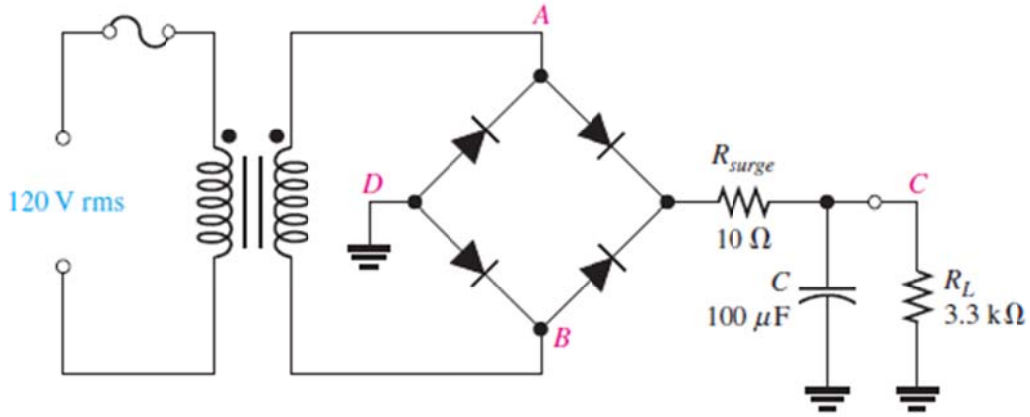 A
120 V rms
D
R_surge
10 Ω
C
C
100 μF
R_L
3.3 kΩ
B